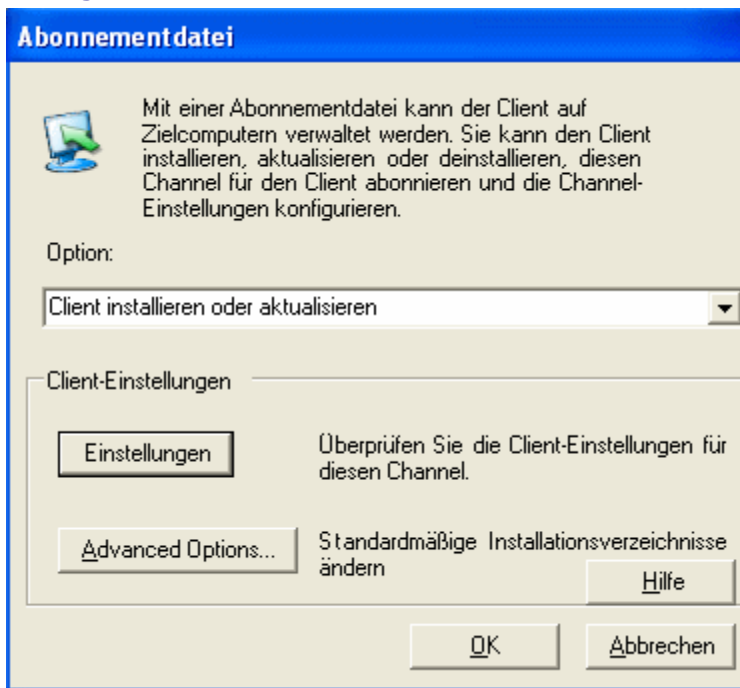 Abonnementdatei
Mit einer Abonnementdatei kann der Client auf
Zielcomputern verwaltet werden. Sie kann den Client
installieren, aktualisieren oder deinstallieren, diesen
Channel für den Client abonnieren und die Channel-
Einstellungen konfigurieren.
Option:
Client installieren oder aktualisieren
Client-Einstellungen
Einstellungen
Überprüfen Sie die Client-Einstellungen für
diesen Channel.
Advanced Options...
Standardmäßige Installationsverzeichnisse
ändern
Hilfe
OK
Abbrechen